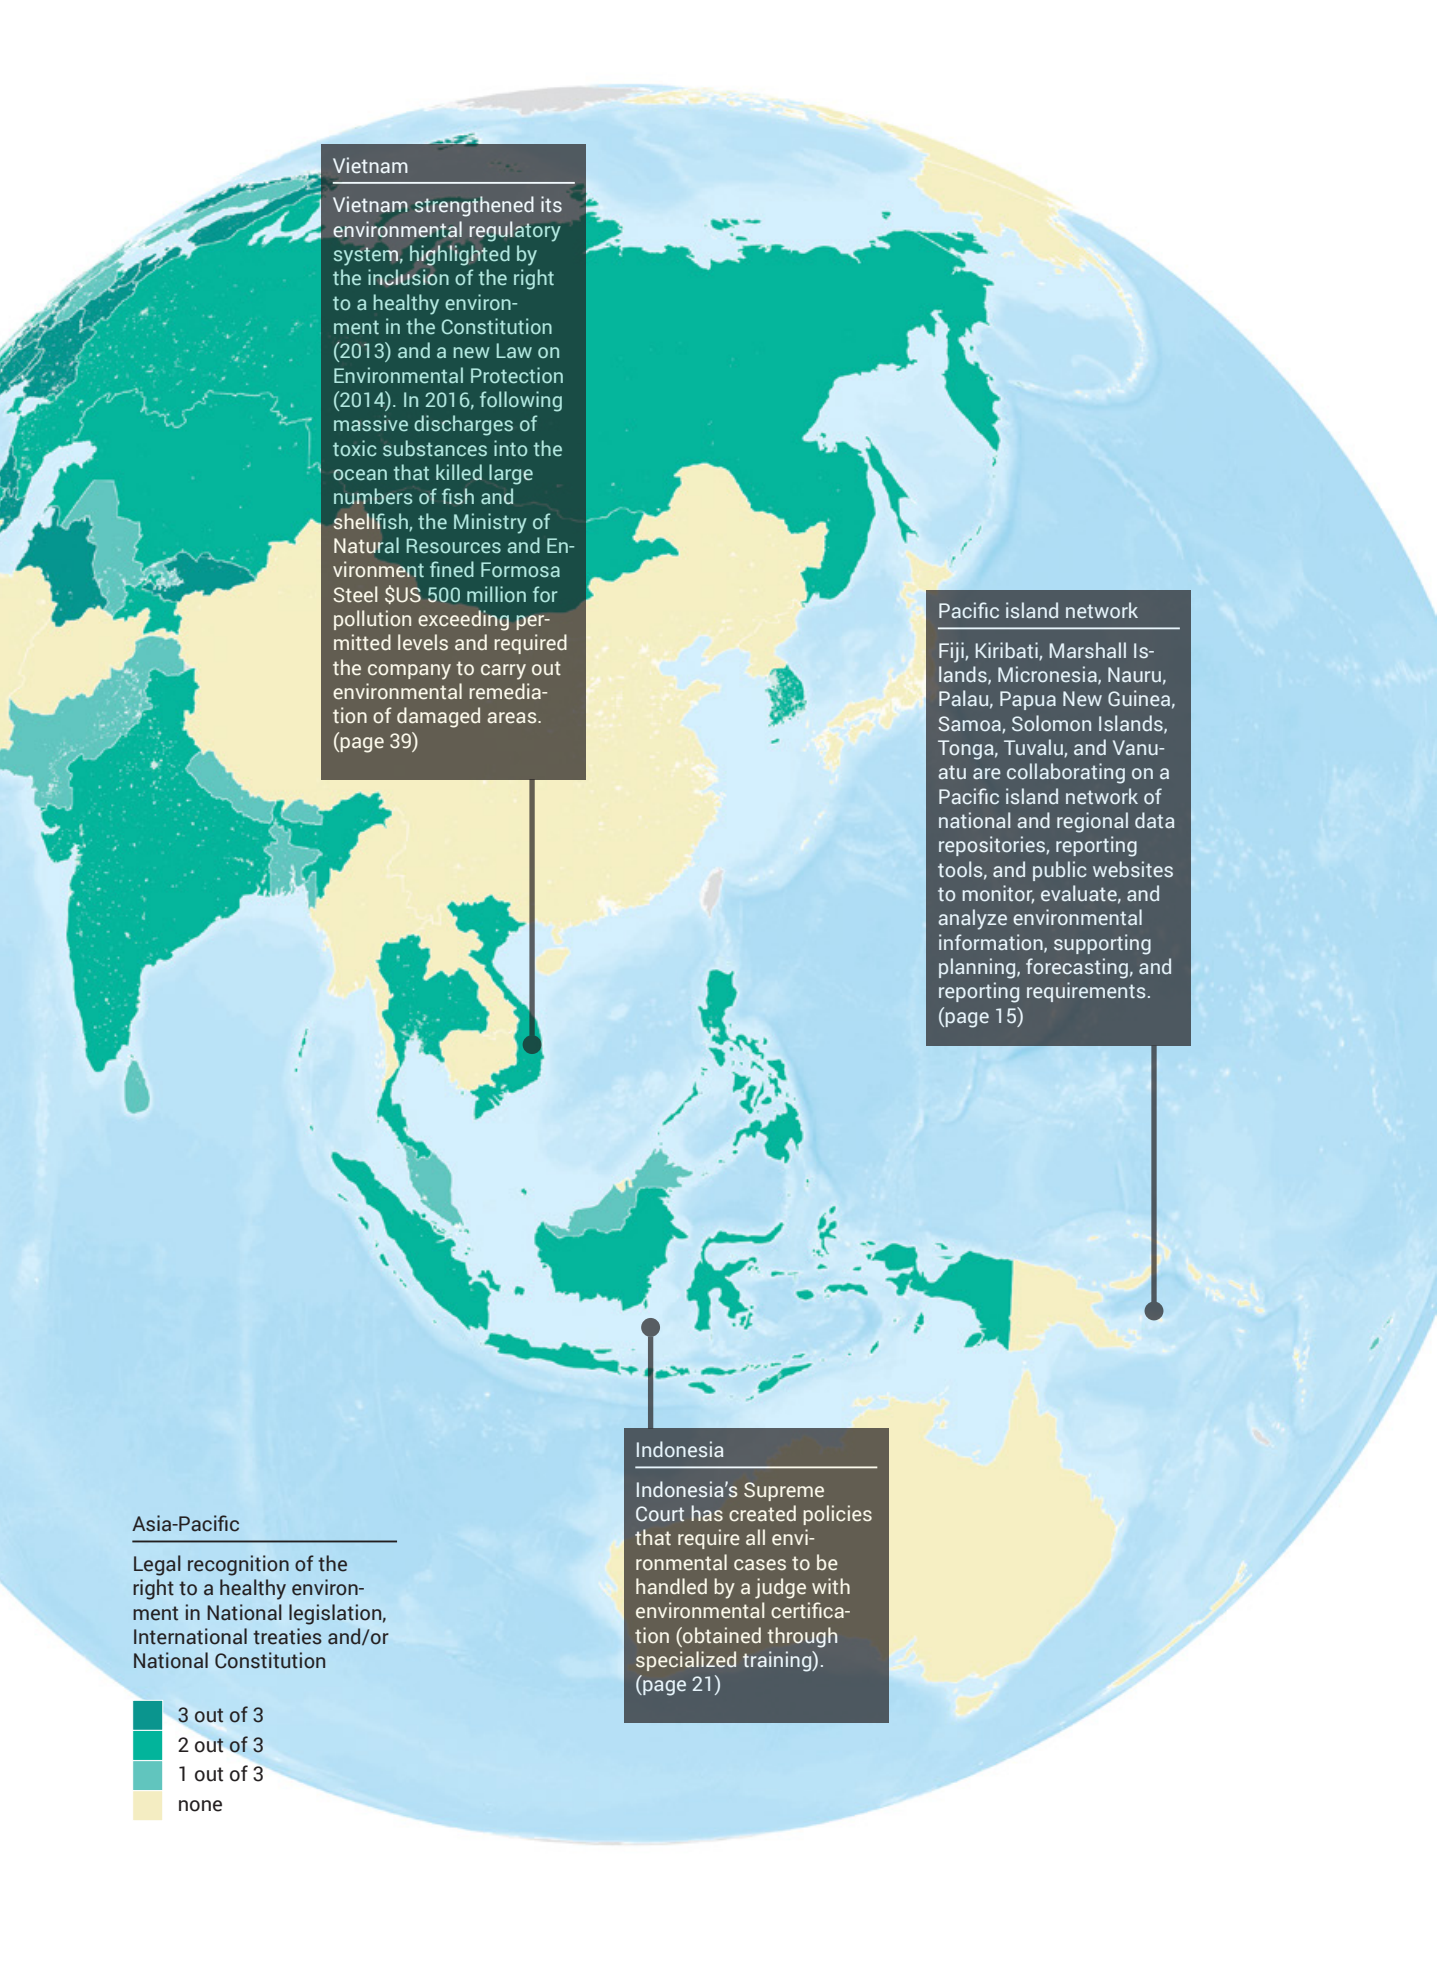 Vietnam
Vietnam strengthened its
environmental regulatory
system, highlighted by
the inclusion of the right
to a healthy environ-
ment in the Constitution
(2013) and a new Law on
Environmental Protection
(2014). In 2016, following
massive discharges of
toxic substances into the
ocean that killed large
numbers of fish and
shellfish, the Ministry of
Natural Resources and En-
vironment fined Formosa
Steel $US 500 million for
pollution exceeding per-
mitted levels and required
the company to carry out
environmental remedia-
tion of damaged areas.
(page 39)
Pacific island network
Fiji, Kiribati, Marshall Is-
lands, Micronesia, Nauru,
Palau, Papua New Guinea,
Samoa, Solomon Islands,
Tonga, Tuvalu, and Vanu-
atu are collaborating on a
Pacific island network of
national and regional data
repositories, reporting
tools, and public websites
to monitor, evaluate, and
analyze environmental
information, supporting
planning, forecasting, and
reporting requirements.
(page 15)
Indonesia
Indonesia's Supreme
Court has created policies
that require all envi-
ronmental cases to be
handled by a judge with
environmental certifica-
tion (obtained through
specialized training).
(page 21)
Asia-Pacific
Legal recognition of the
right to a healthy environ-
ment in National legislation,
International treaties and/or
National Constitution
3 out of 3
2 out of 3
1 out of 3
none